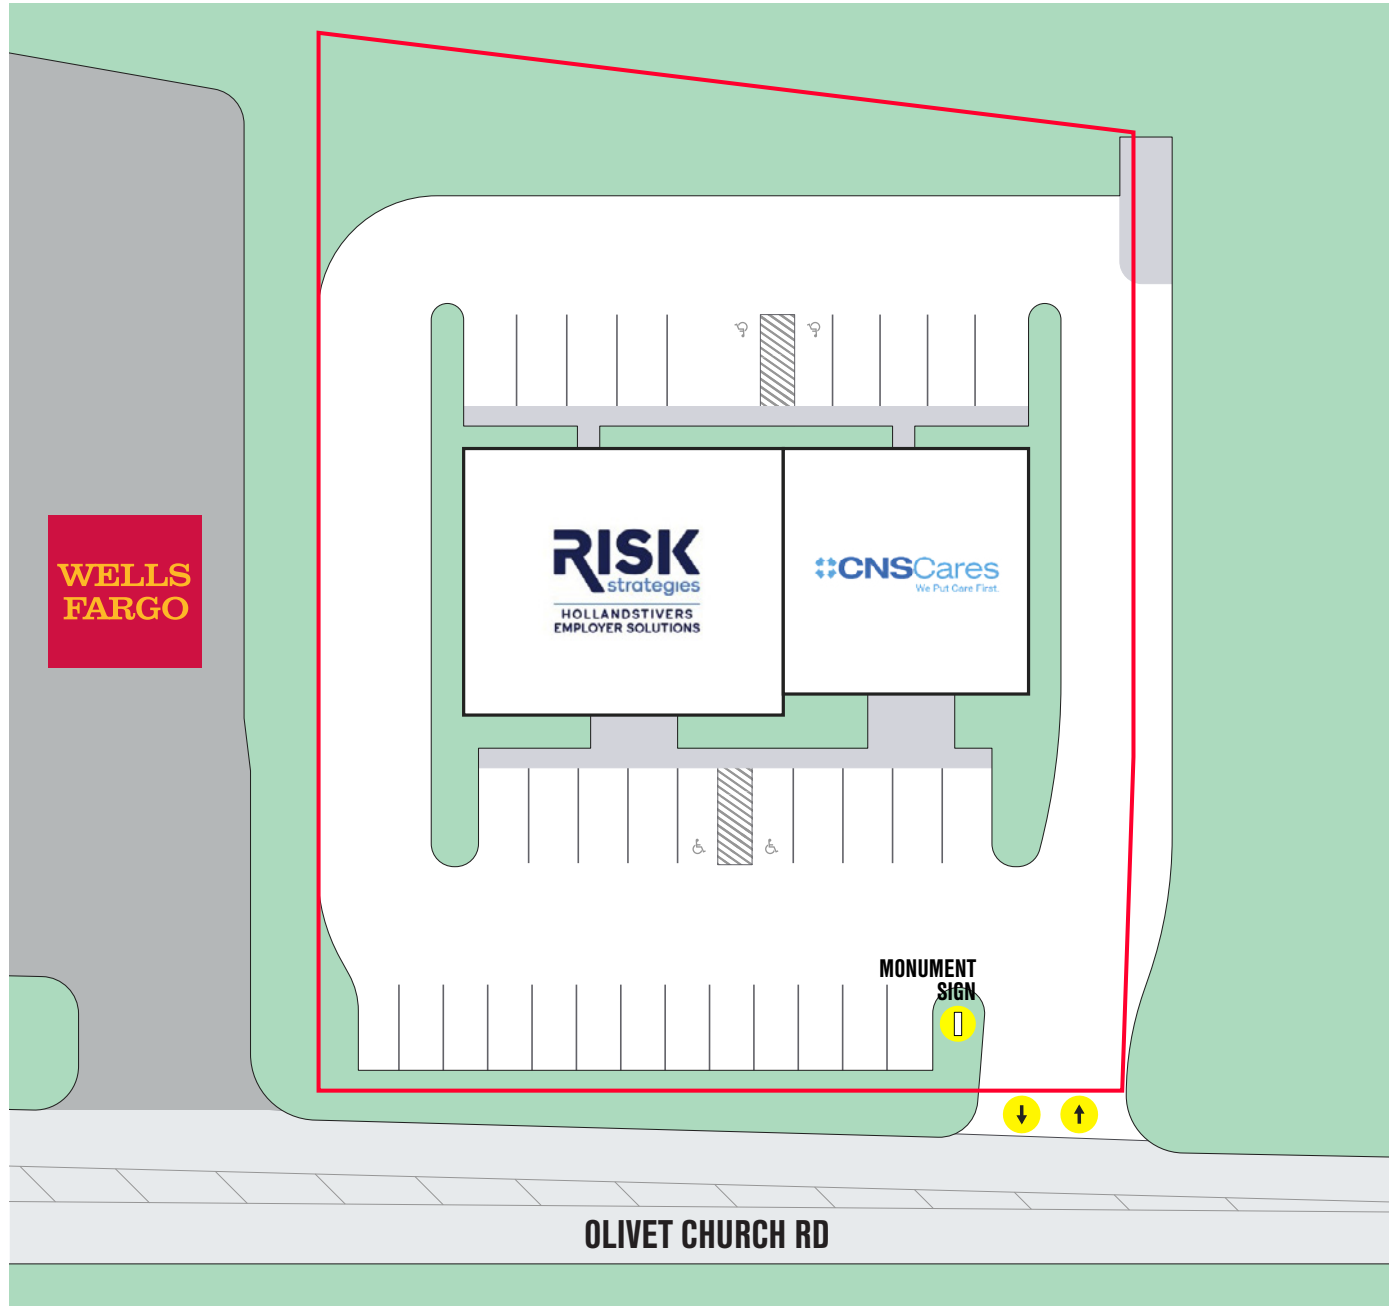 WELLS
FARGO
RISK
strategies
HOLLANDSTIVERS
EMPLOYER SOLUTIONS
CNSCares
We Put Care First.
MONUMENT
SIGN
OLIVET CHURCH RD